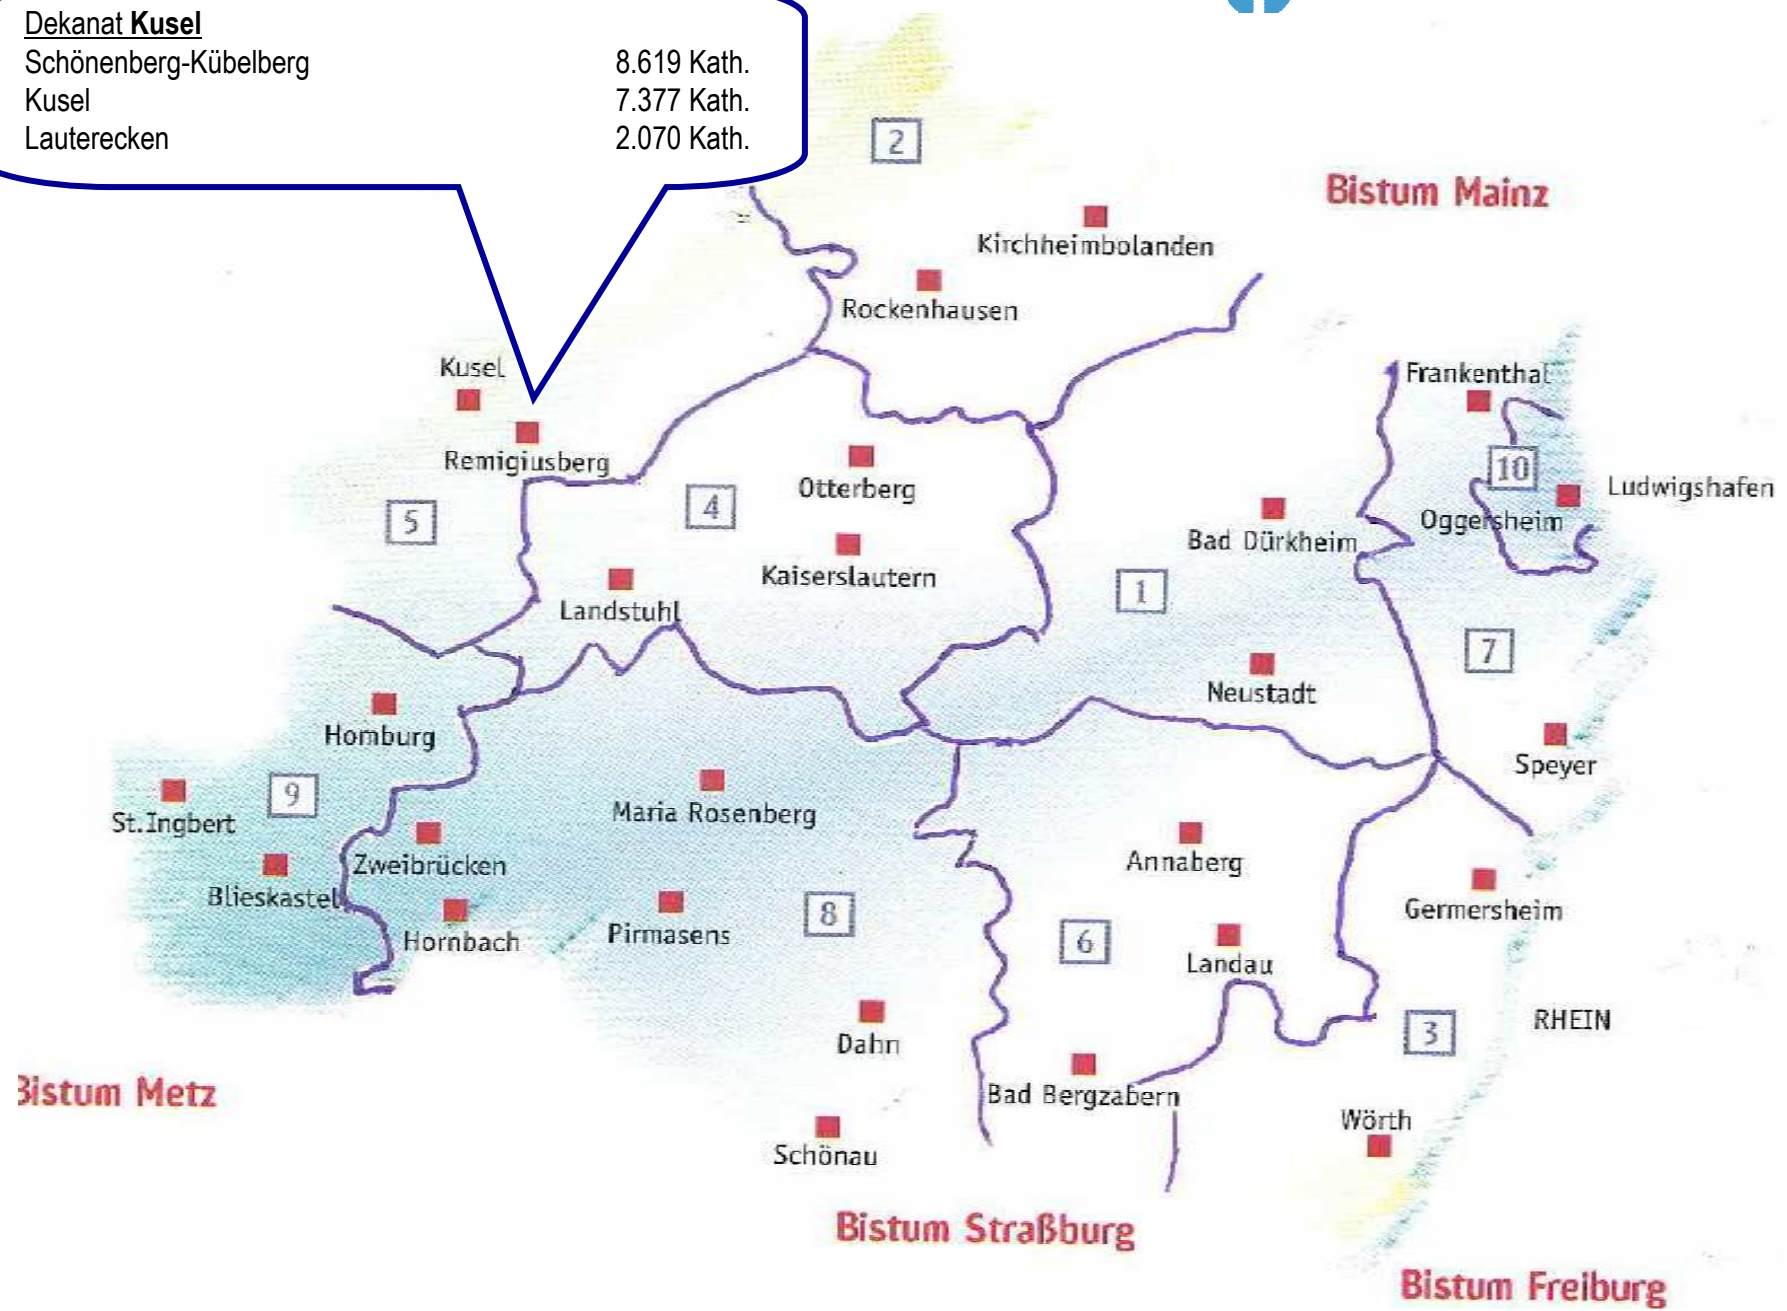 Dekanat Kusel
Schönenberg-Kübelberg 8.619 Kath.
Kusel 7.377 Kath.
Lauterecken 2.070 Kath.
2
Bistum Mainz
Kirchheimbolanden
Rockenhausen
Kusel
Frankenthal
Remigiusberg
10
Otterberg
Ludwigshafen
4
5
Oggersheim
Bad Dürkheim
Kaiserslautern
1
Landstuhl
7
Neustadt
Homburg
Speyer
9
Maria Rosenberg
St.Ingbert
Zweibrücken
Annaberg
Blieskastel
Germersheim
8
Pirmasens
Hornbach
6
Landau
RHEIN
3
Dahn
Bistum Metz
Bad Bergzabern
Wörth
Schönau
Bistum Straßburg
Bistum Freiburg